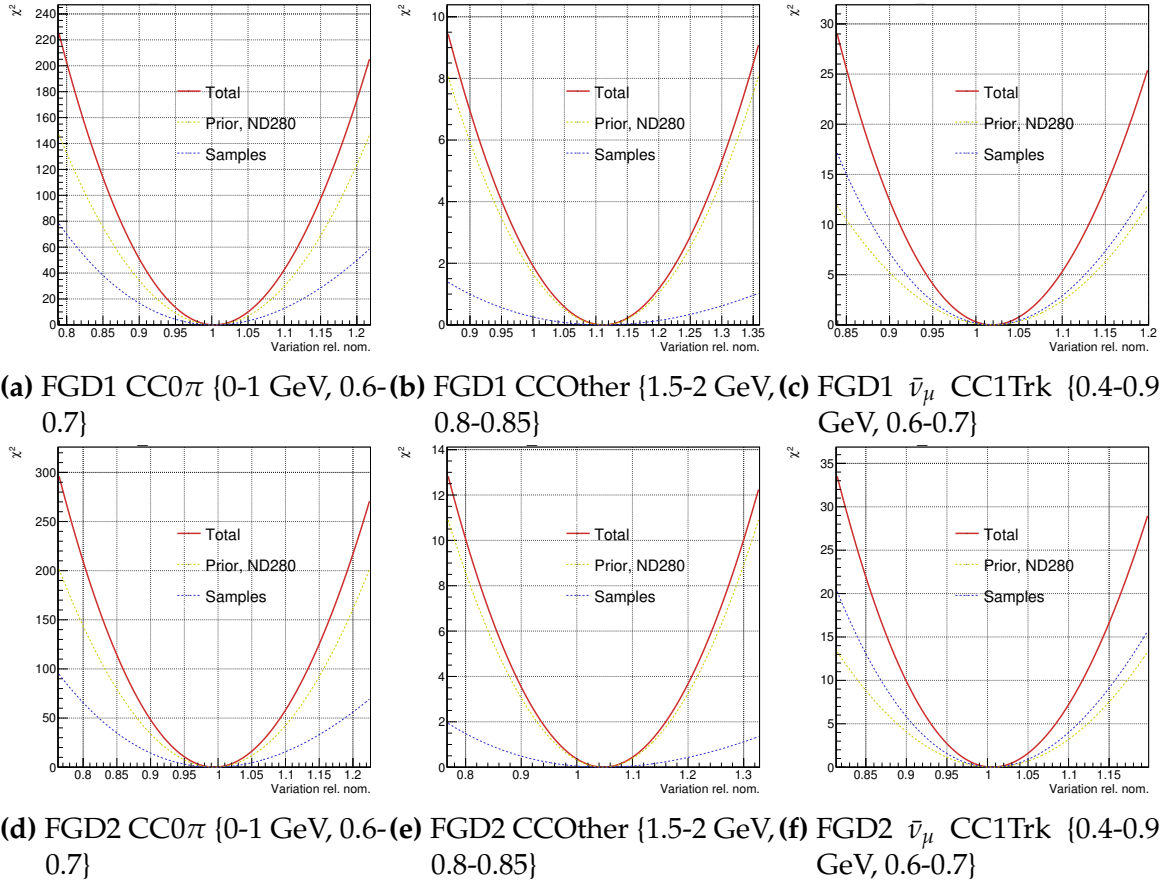 χ²
240
220
200
180
160
140
120
100
80
60
40
20
0
Total
Prior, ND280
Samples
0.8 0.85 0.9 0.95 1 1.05 1.1 1.15 1.2
Variation rel. nom.
χ²
10
8
6
4
2
0
Total
Prior, ND280
Samples
0.9 0.95 1 1.05 1.1 1.15 1.2 1.25 1.3 1.35
Variation rel. nom.
χ²
30
25
20
15
10
5
0
Total
Prior, ND280
Samples
0.85 0.9 0.95 1 1.05 1.1 1.15 1.2
Variation rel. nom.
(a) FGD1 CC0π {0-1 GeV, 0.6-
0.7}
(b) FGD1 CCOther {1.5-2 GeV,
0.8-0.85}
(c) FGD1 ν̄μ CC1Trk {0.4-0.9
GeV, 0.6-0.7}
χ²
300
250
200
150
100
50
0
Total
Prior, ND280
Samples
0.8 0.85 0.9 0.95 1 1.05 1.1 1.15 1.2
Variation rel. nom.
χ²
14
12
10
8
6
4
2
0
Total
Prior, ND280
Samples
0.8 0.9 1 1.1 1.2 1.3
Variation rel. nom.
χ²
35
30
25
20
15
10
5
0
Total
Prior, ND280
Samples
0.85 0.9 0.95 1 1.05 1.1 1.15
Variation rel. nom.
(d) FGD2 CC0π {0-1 GeV, 0.6-
0.7}
(e) FGD2 CCOther {1.5-2 GeV,
0.8-0.85}
(f) FGD2 ν̄μ CC1Trk {0.4-0.9
GeV, 0.6-0.7}